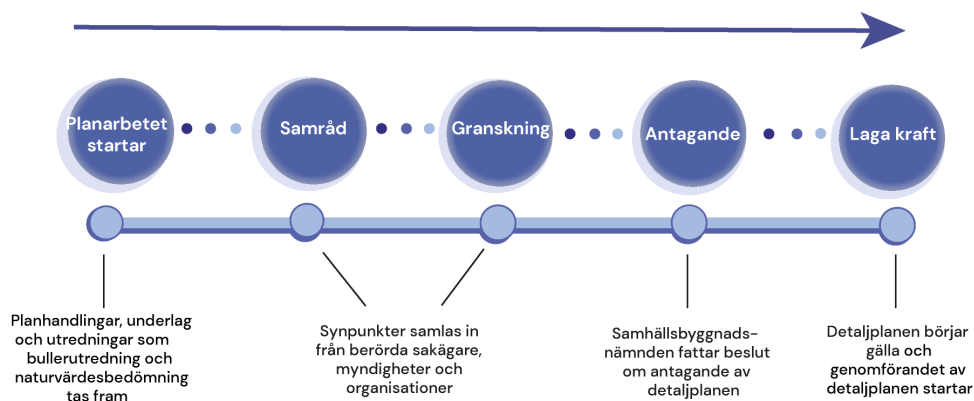 Planarbetet
startar
Samråd
Granskning
Antagande
Laga kraft
Planhandlingar, underlag
och utredningar som
bullerutredning och
naturvärdesbedömning
tas fram
Synpunkter samlas in
från berörda sakägare,
myndigheter och
organisationer
Samhällsbyggnads-
nämnden fattar beslut
om antagande av
detaljplanen
Detaljplanen börjar
gälla och
genomförandet av
detaljplanen startar